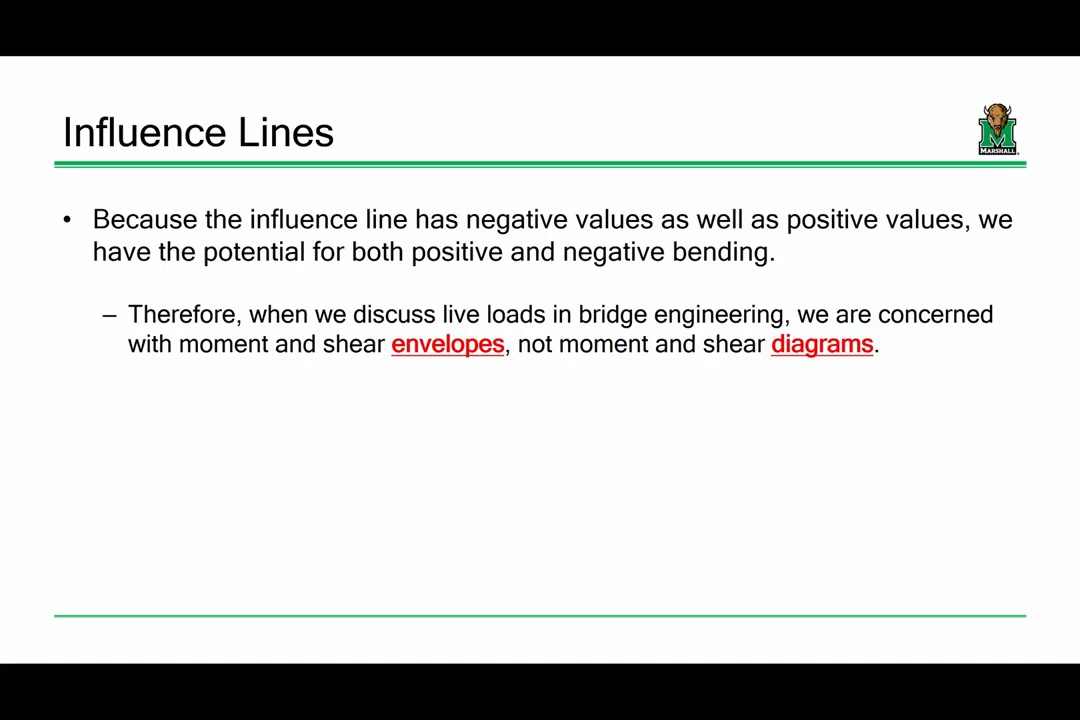 Influence Lines
MARSHALL
• Because the influence line has negative values as well as positive values, we
have the potential for both positive and negative bending.
– Therefore, when we discuss live loads in bridge engineering, we are concerned
with moment and shear envelopes, not moment and shear diagrams.